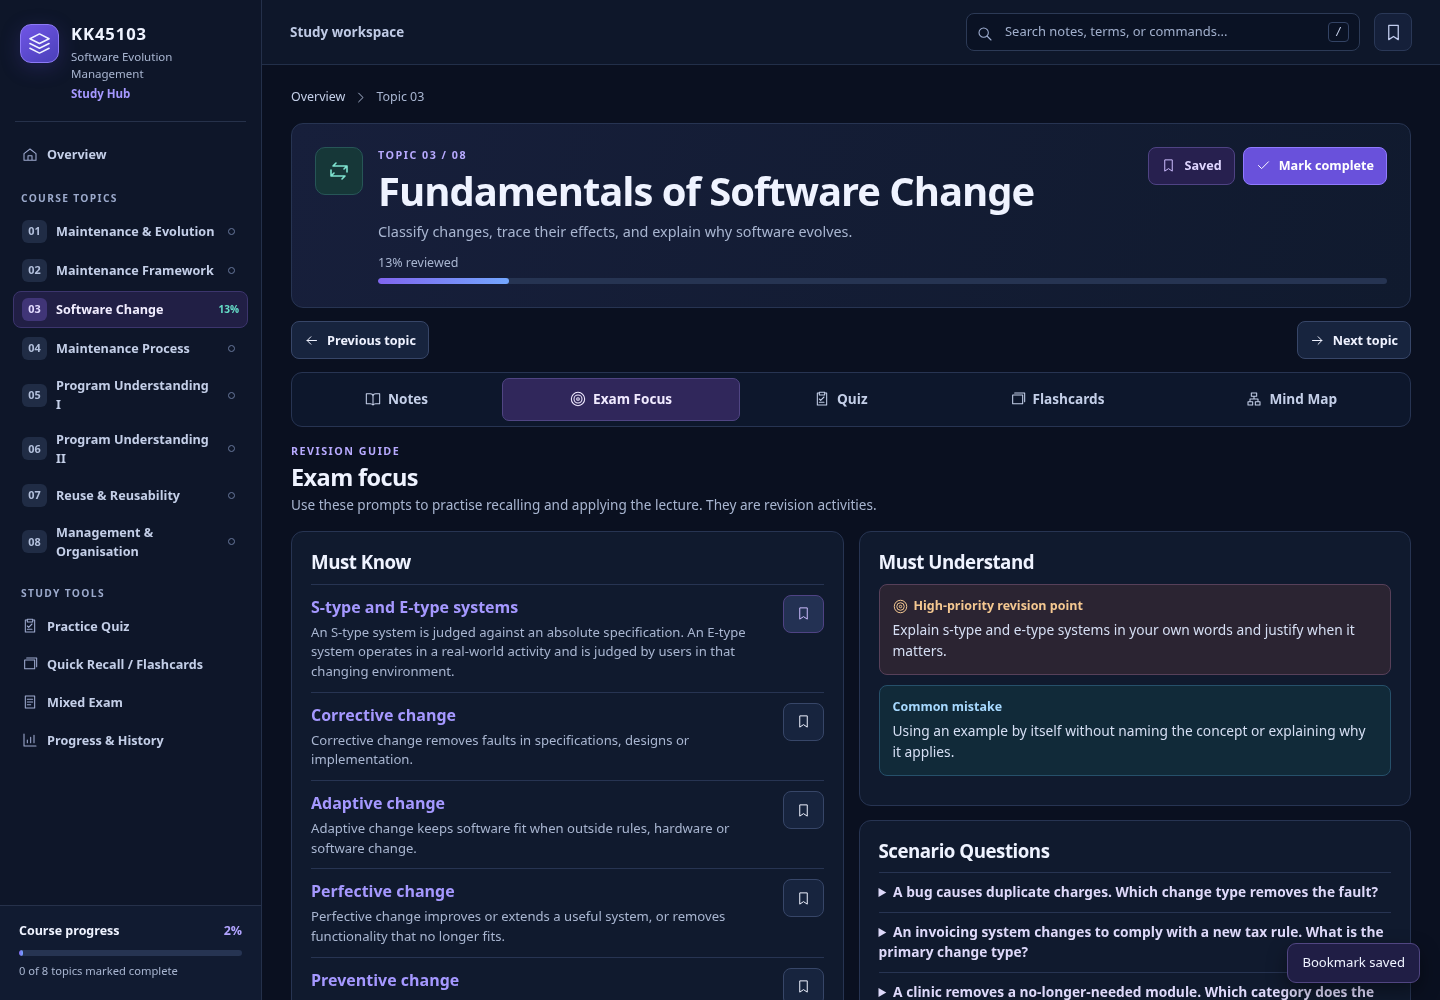 KK45103
Software Evolution
Management
Study Hub
Overview
COURSE TOPICS
01 Maintenance & Evolution
02 Maintenance Framework
03 Software Change 13%
04 Maintenance Process
05 Program Understanding
I
06 Program Understanding
II
07 Reuse & Reusability
08 Management &
Organisation
STUDY TOOLS
Practice Quiz
Quick Recall / Flashcards
Mixed Exam
Progress & History
Course progress 2%
0 of 8 topics marked complete
Study workspace
Search notes, terms, or commands... /
Overview Topic 03
TOPIC 03 / 08
Fundamentals of Software Change
Classify changes, trace their effects, and explain why software evolves.
13% reviewed
Saved
Mark complete
Previous topic
Next topic
Notes
Exam Focus
Quiz
Flashcards
Mind Map
REVISION GUIDE
Exam focus
Use these prompts to practise recalling and applying the lecture. They are revision activities.
Must Know
S-type and E-type systems
An S-type system is judged against an absolute specification. An E-type
system operates in a real-world activity and is judged by users in that
changing environment.
Corrective change
Corrective change removes faults in specifications, designs or
implementation.
Adaptive change
Adaptive change keeps software fit when outside rules, hardware or
software change.
Perfective change
Perfective change improves or extends a useful system, or removes
functionality that no longer fits.
Preventive change
Must Understand
High-priority revision point
Explain s-type and e-type systems in your own words and justify when it
matters.
Common mistake
Using an example by itself without naming the concept or explaining why
it applies.
Scenario Questions
A bug causes duplicate charges. Which change type removes the fault?
An invoicing system changes to comply with a new tax rule. What is the
primary change type?
A clinic removes a no-longer-needed module. Which category does the
Bookmark saved